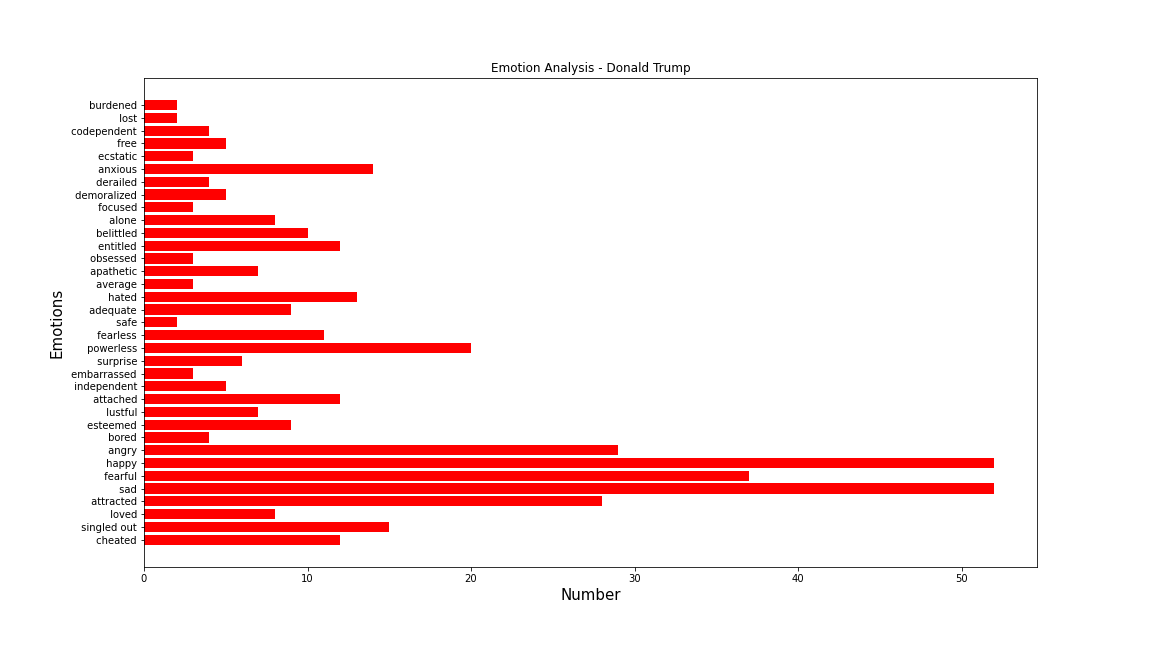 Emotion Analysis - Donald Trump
burdened
lost
codependent
free
ecstatic
anxious
derailed
demoralized
focused
alone
belittled
entitled
obsessed
apathetic
average
hated
adequate
safe
fearless
powerless
surprise
embarrassed
independent
attached
lustful
esteemed
bored
angry
happy
fearful
sad
attracted
loved
singled out
cheated
Emotions
0 10 20 30 40 50
Number